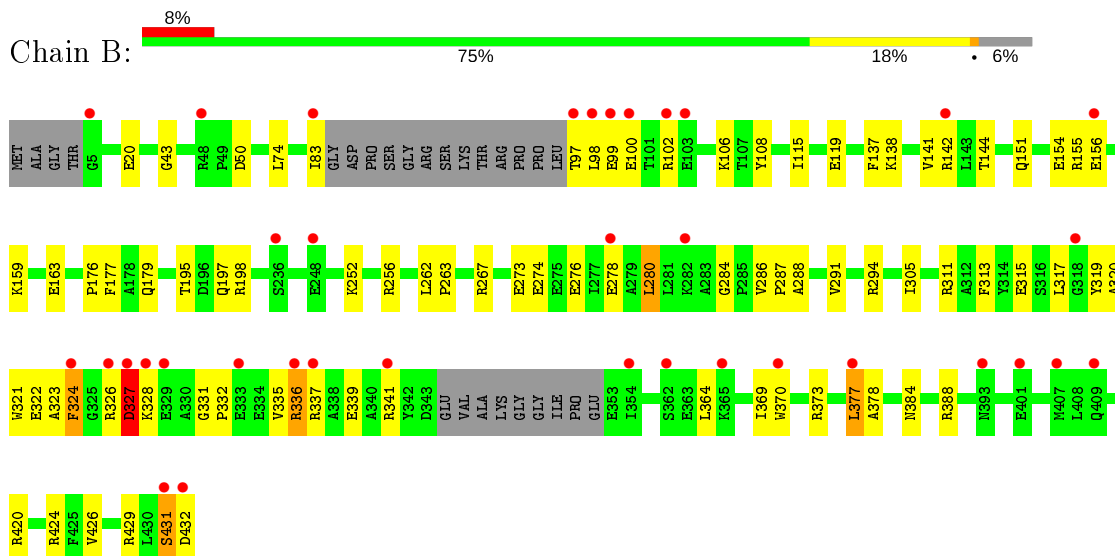 8%
Chain B:
75% 18% • 6%
MET ALA GLY THR G5 E20 G43 R48 P49 D50 L74 I83 GLY ASP PRO SER GLY ARG SER LYS THR ARG PRO PRO LEU T97 L98 E99 E100 T101 R102 E103 K106 T107 Y108 I115 E119 F137 K138 V141 R142 L143 T144 Q151 E154 R155 E156
K159 E163 P176 F177 A178 Q179 T195 D196 Q197 R198 S236 E248 K252 R256 L262 P263 R267 E273 E274 E275 E276 I277 E278 A279 L280 L281 K282 A283 G284 P285 V286 P287 A288 V291 R294 I305 R311 A312 F313 Y314 E315 S316 L317 G318 Y319 A320
W321 E322 A323 F324 G325 R326 D327 K328 E329 A330 G331 P332 E333 E334 V335 R336 R337 A338 E339 A340 R341 Y342 D343 GLU VAL ALA LYS GLY GLY ILE PRO GLU E353 I354 S362 E363 L364 K365 I369 W370 R373 L377 A378 N384 R388 N393 E401 M407 L408 Q409
R420 R424 F425 V426 R429 L430 S431 D432